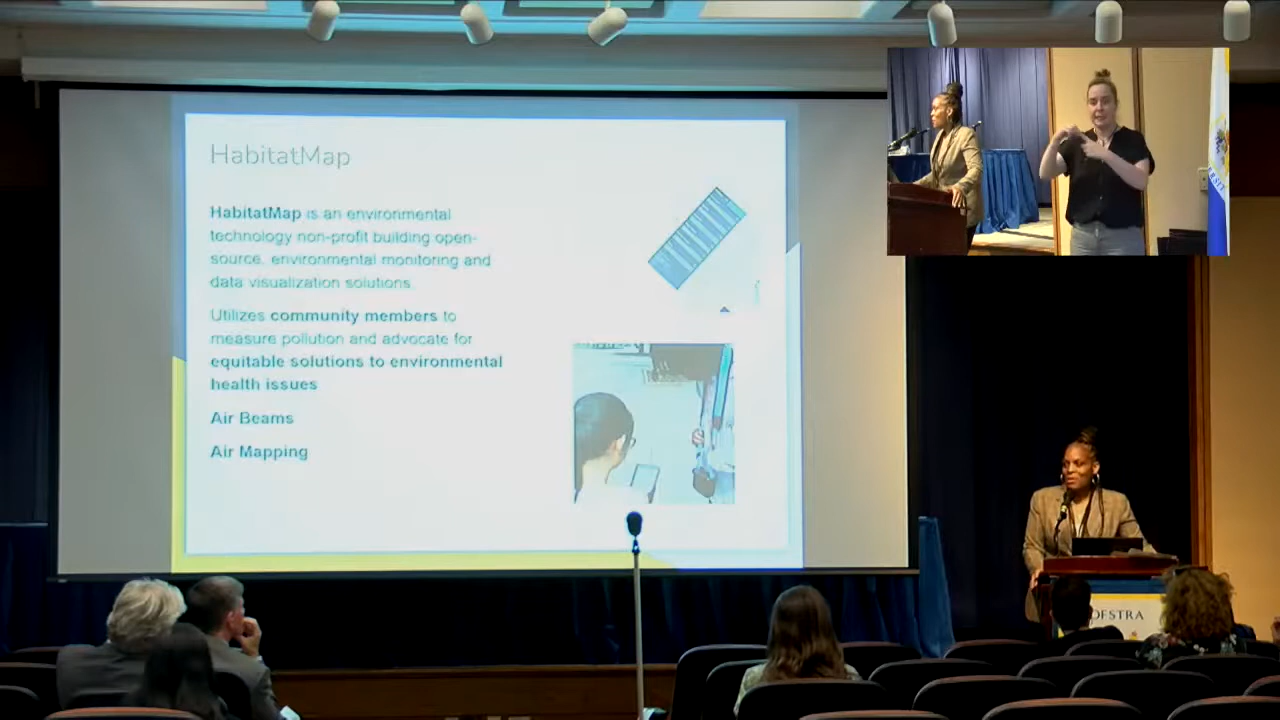 HabitatMap
HabitatMap is an environmental
technology non-profit building open-
source, environmental monitoring and
data visualization solutions
Utilizes community members to
measure pollution and advocate for
equitable solutions to environmental
health issues
Air Beams
Air Mapping
OFSTRA